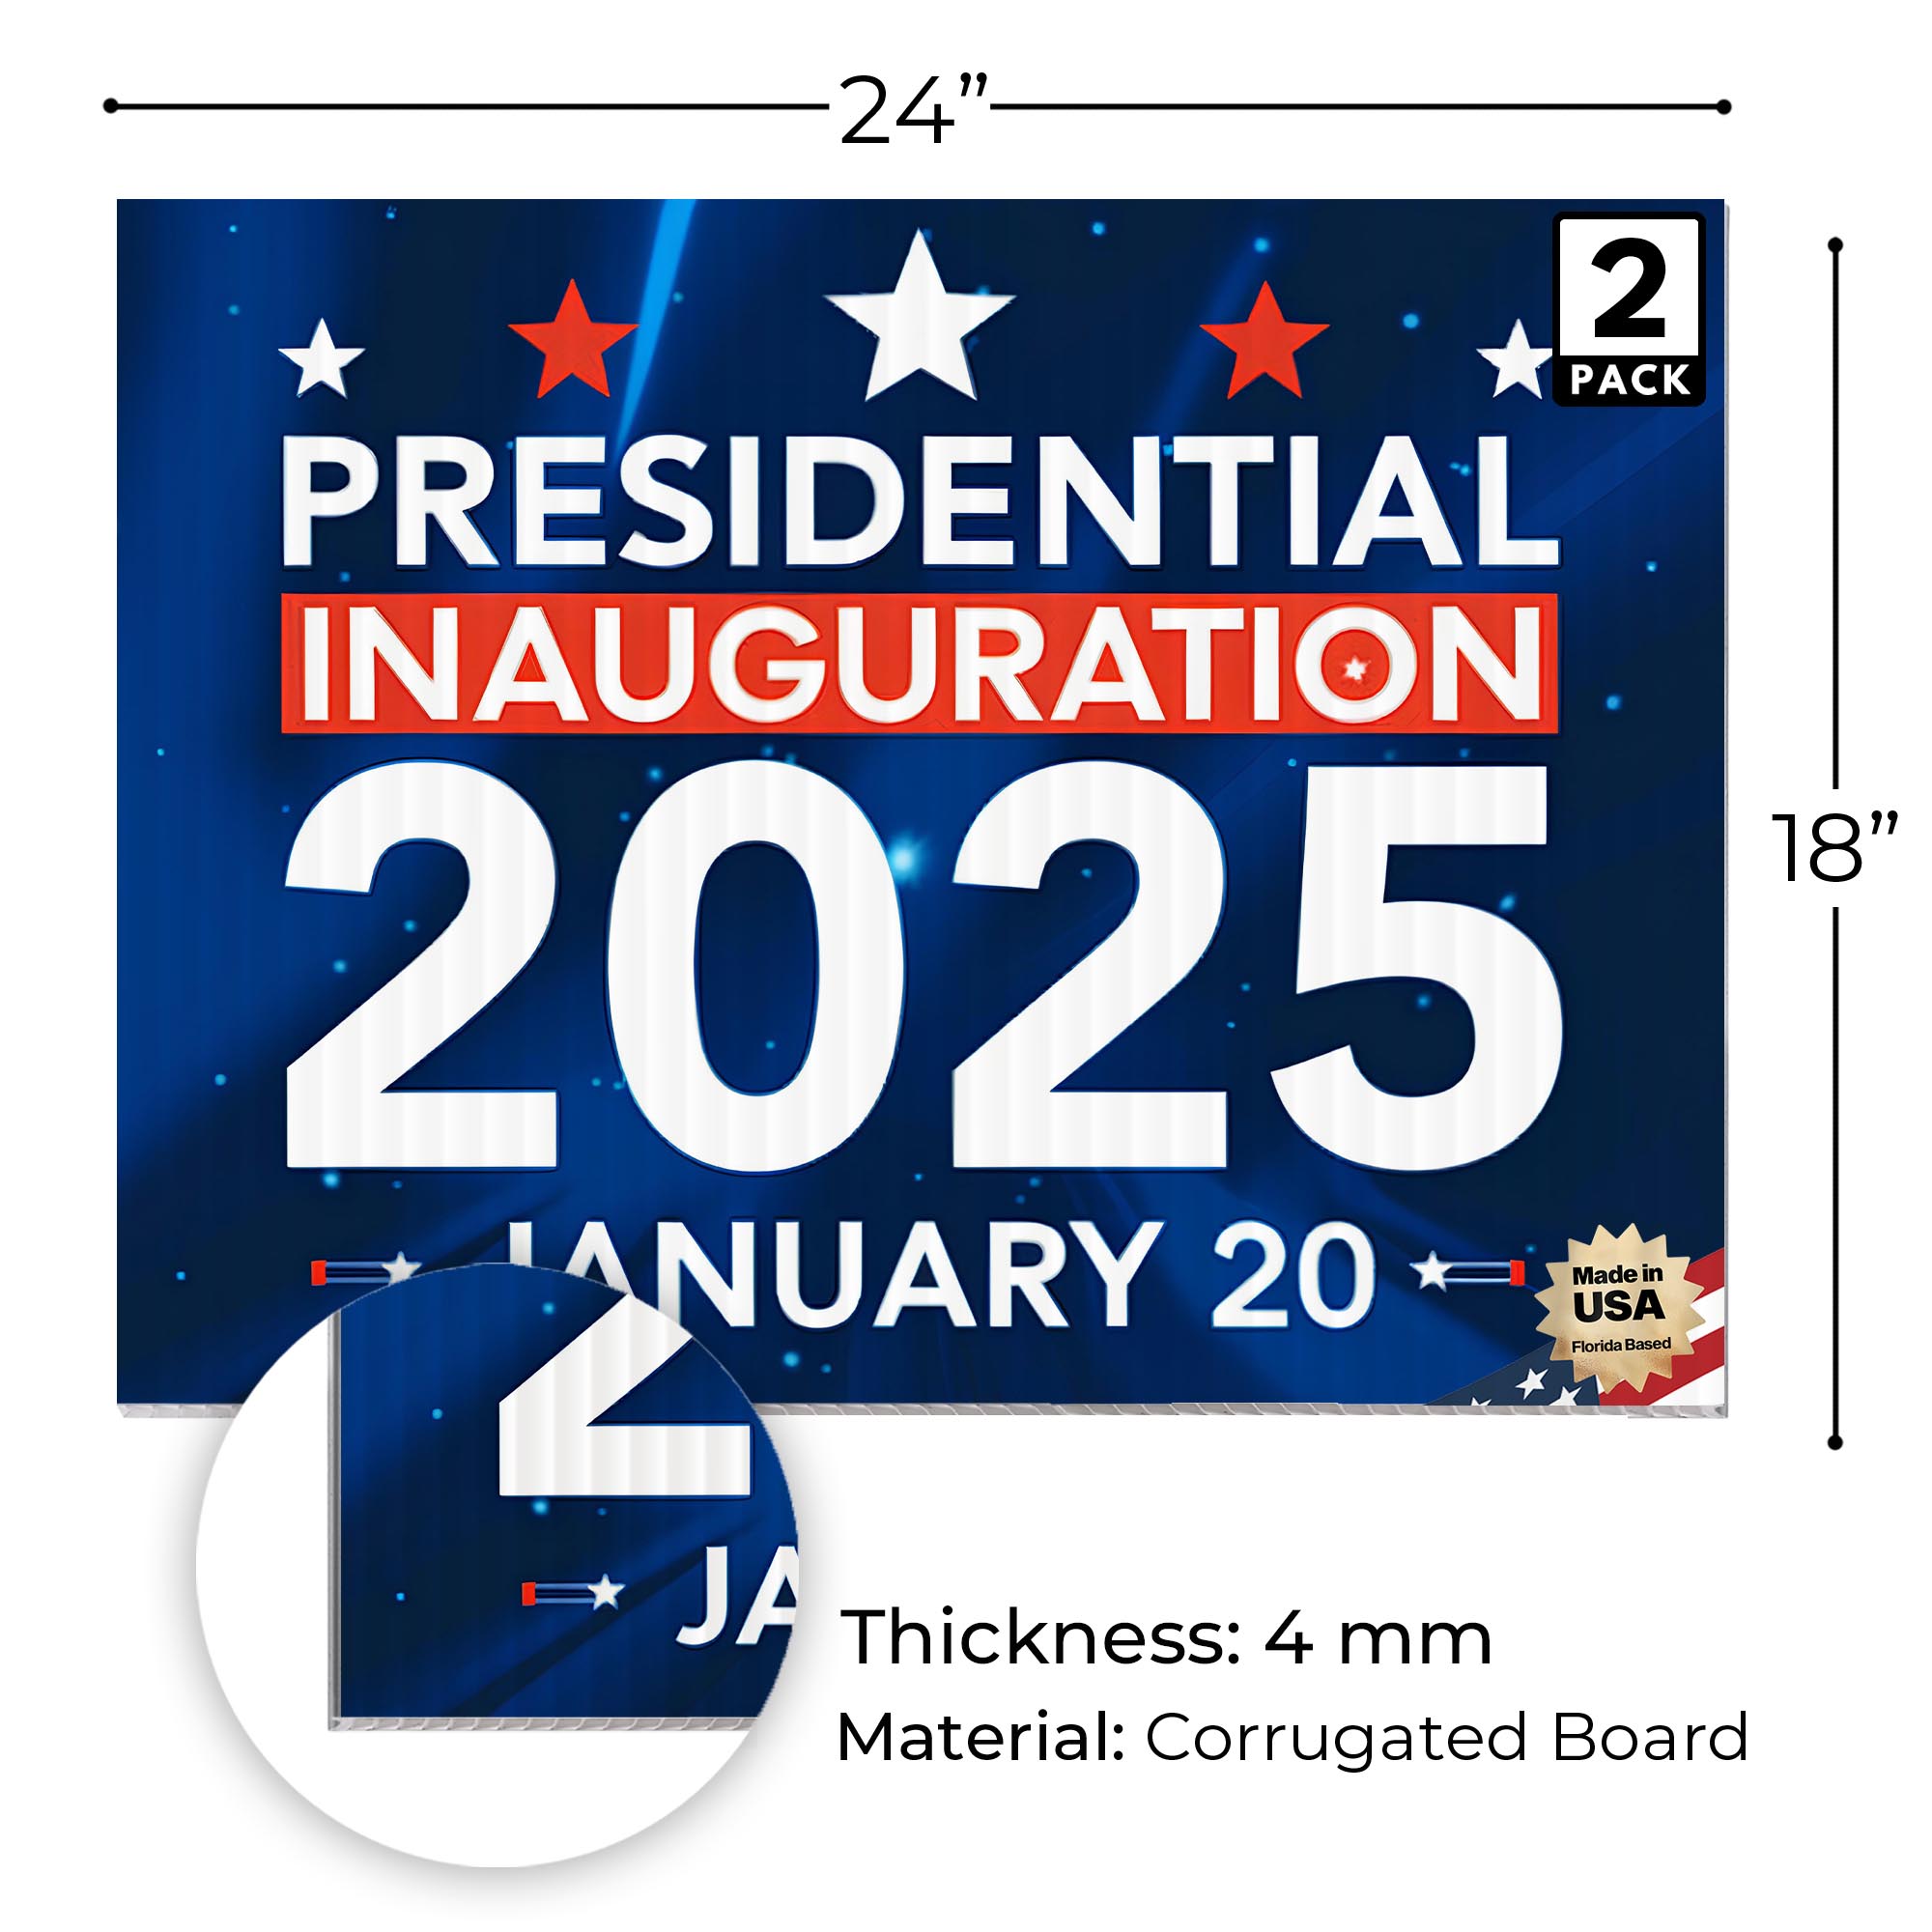 24”
2
PACK
PRESIDENTIAL
INAUGURATION
2025
18”
JANUARY 20
Made in
USA
Florida Based
2
JA
Thickness: 4 mm
Material: Corrugated Board